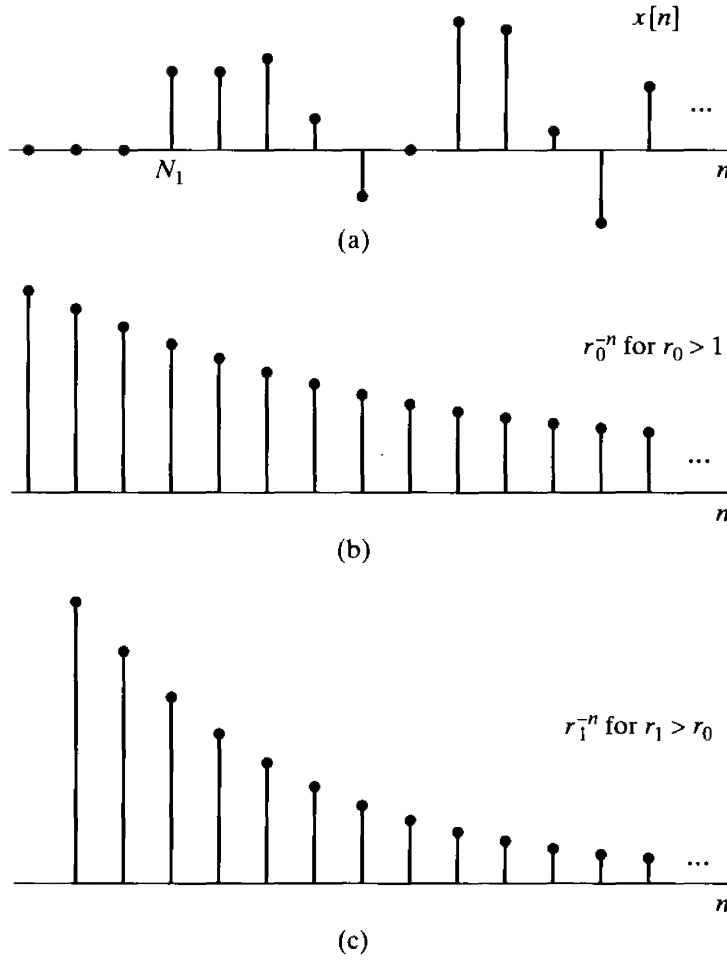 x[n]
...
N₁
n
(a)
r₀⁻ⁿ for r₀ > 1
...
n
(b)
r₁⁻ⁿ for r₁ > r₀
...
n
(c)